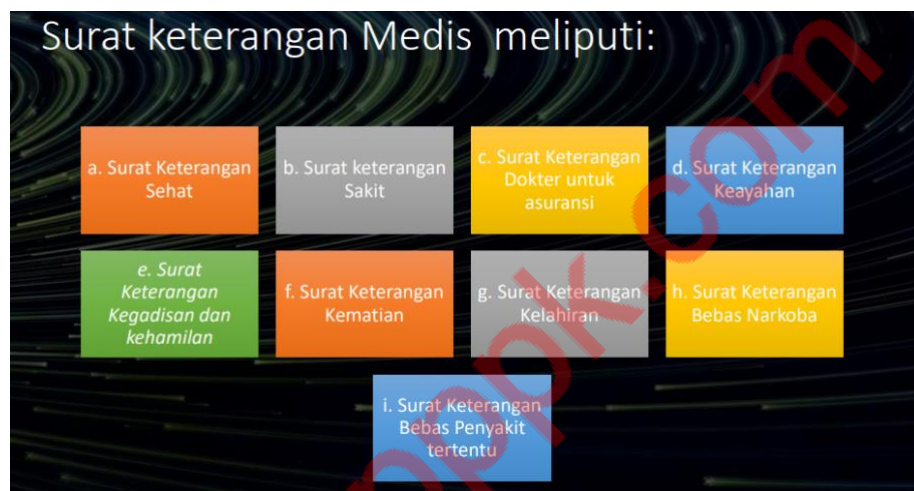 Surat keterangan Medis meliputi:
a. Surat Keterangan
Sehat
b. Surat keterangan
Sakit
c. Surat Keterangan
Dokter untuk
asuransi
d. Surat Keterangan
Keayahan
e. Surat
Keterangan
Kegadisan dan
kehamilan
f. Surat Keterangan
Kematian
g. Surat Keterangan
Kelahiran
h. Surat Keterangan
Bebas Narkoba
i. Surat Keterangan
Bebas Penyakit
tertentu
ppk.com